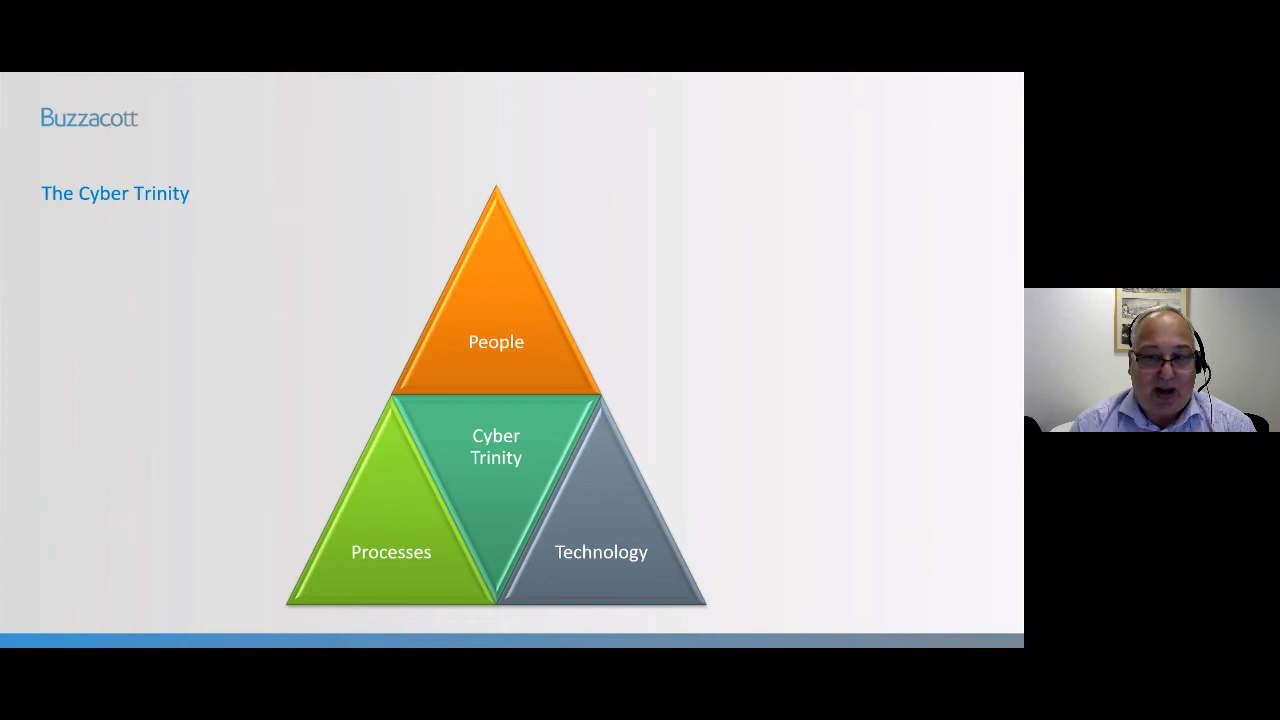 Buzzacott
The Cyber Trinity
People
Cyber
Trinity
Processes
Technology